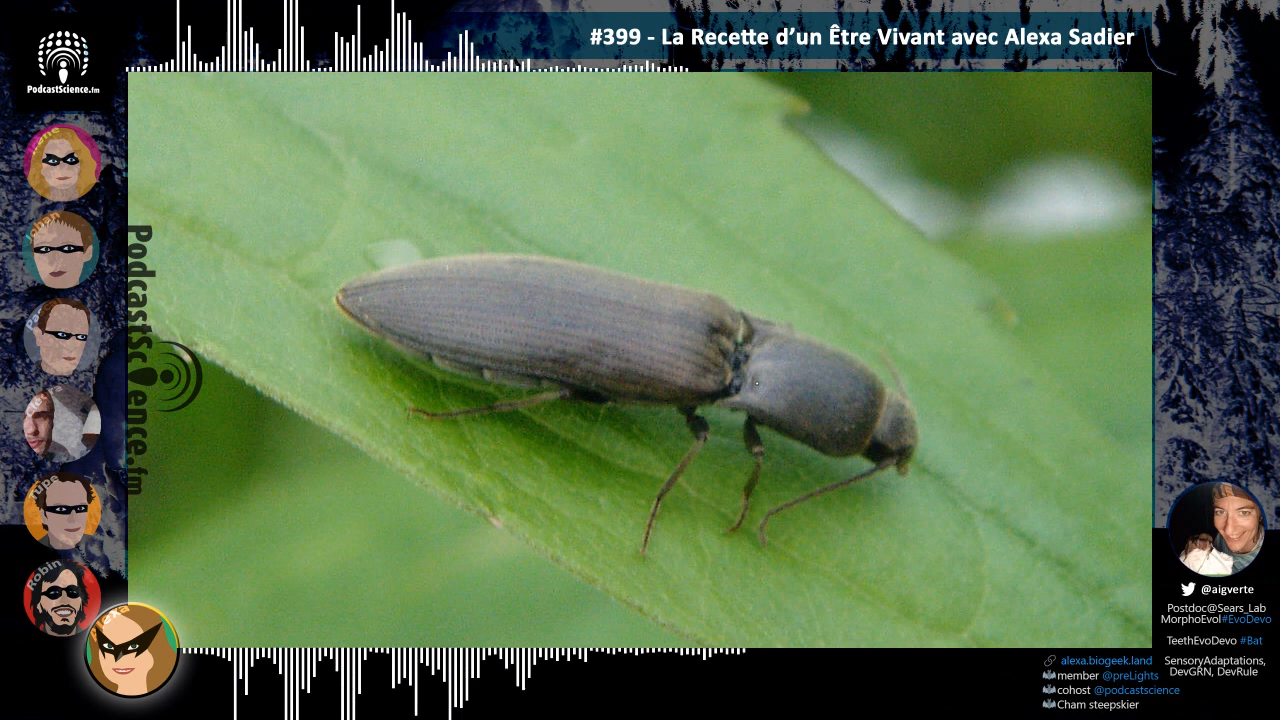 #399 - La Recette d'un Être Vivant avec Alexa Sadier
PodcastScience.fm
PodcastScience.fm
Robin
Alexa
@aigverte
Postdoc@Sears_Lab
MorphoEvol#EvoDevo
TeethEvoDevo #Bat
SensoryAdaptations,
DevGRN, DevRule
alexa.biogeek.land
member @preLights
cohost @podcastscience
Cham steepskier